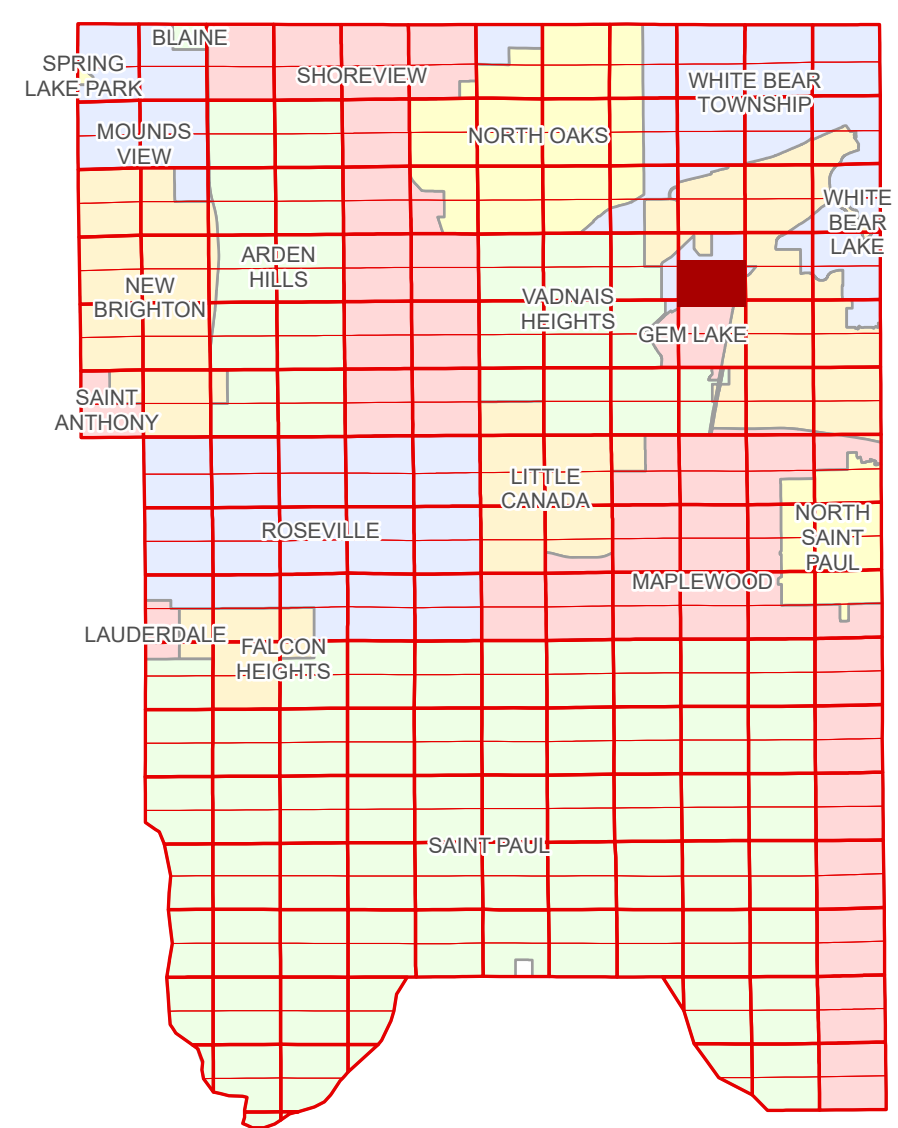 BLAINE
SPRING
LAKE PARK
SHOREVIEW
WHITE BEAR
TOWNSHIP
MOUNDS
VIEW
NORTH OAKS
WHITE
BEAR
LAKE
ARDEN
HILLS
NEW
BRIGHTON
VADNAIS
HEIGHTS
GEM LAKE
SAINT
ANTHONY
LITTLE
CANADA
ROSEVILLE
NORTH
SAINT
PAUL
MAPLEWOOD
LAUDERDALE
FALCON
HEIGHTS
SAINT PAUL